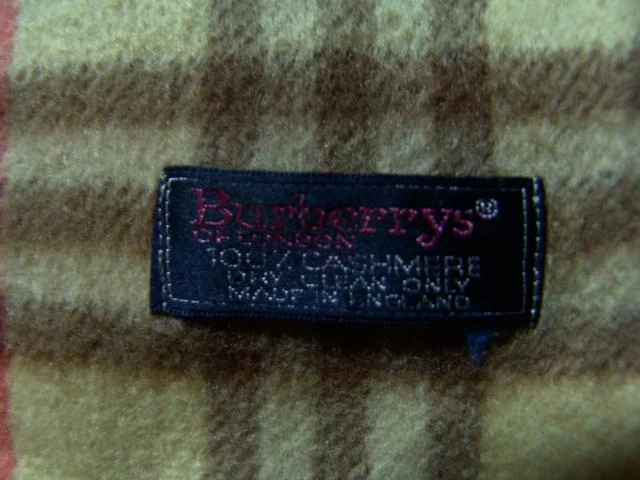 Burberrys®
OF LONDON
100% CASHMERE
DRY CLEAN ONLY
MADE IN ENGLAND